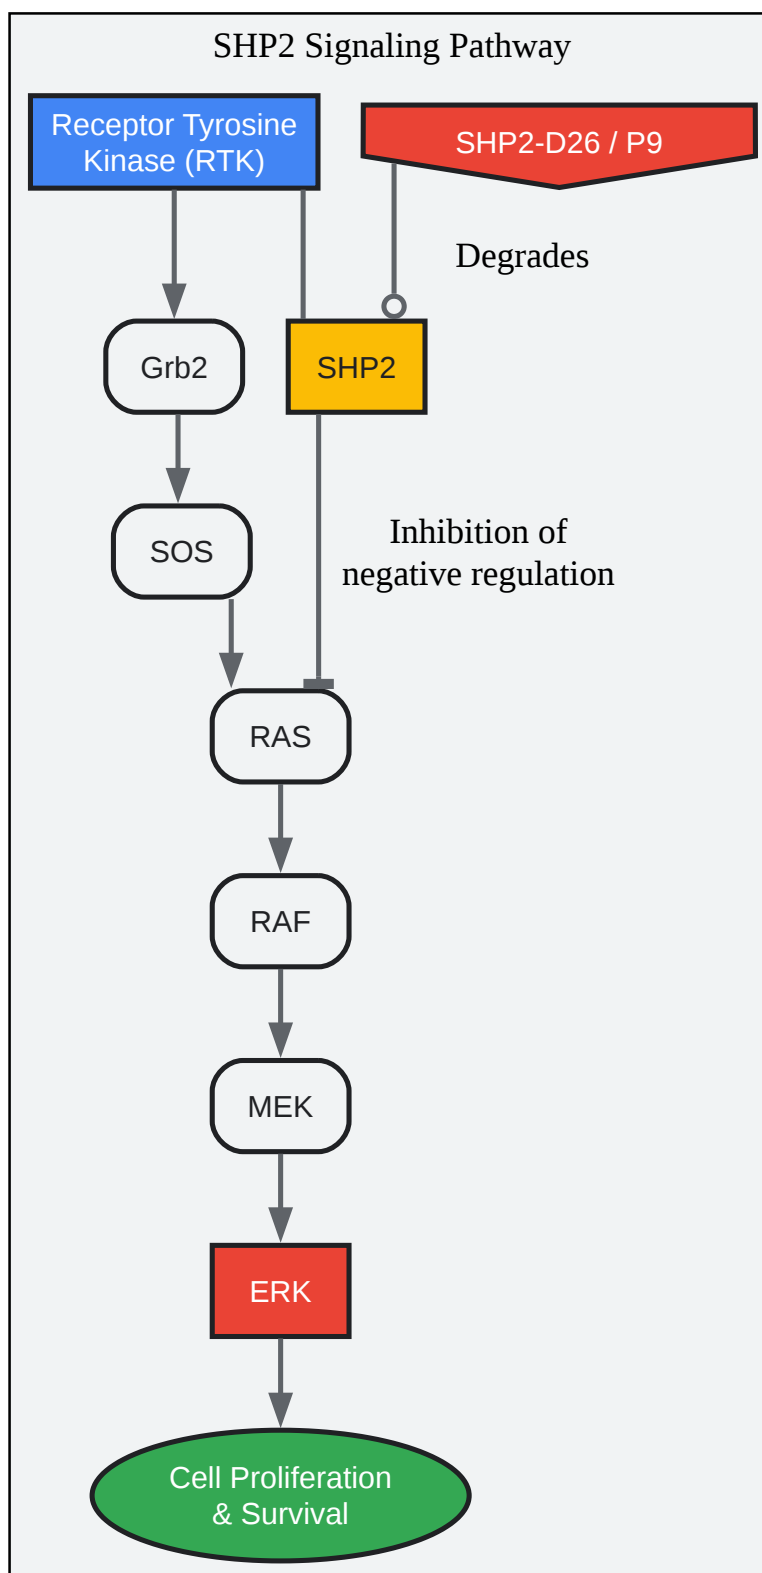 SHP2 Signaling Pathway
Receptor Tyrosine
Kinase (RTK)
SHP2-D26 / P9
Degrades
Grb2
SHP2
SOS
Inhibition of
negative regulation
RAS
RAF
MEK
ERK
Cell Proliferation
& Survival